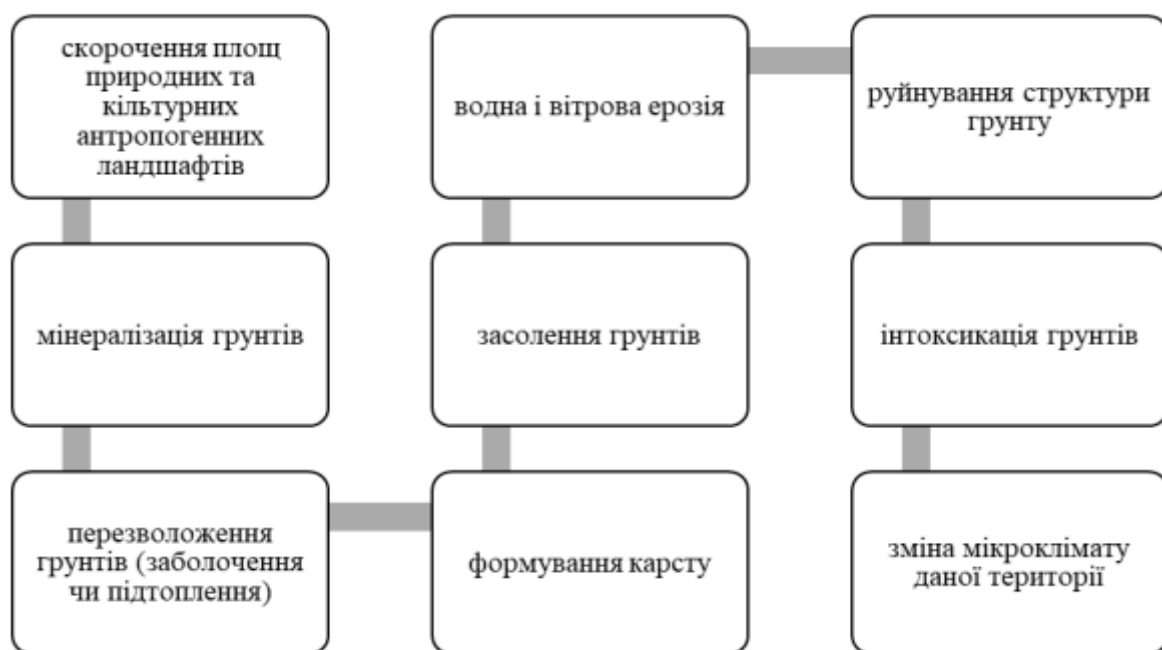 скорочення площ
природних та
кільтурних
антропогенних
ландшафтів
мінералізація грунтів
перезволоження
грунтів (заболочення
чи підтоплення)
формування карсту
засолення грунтів
водна і вітрова ерозія
руйнування структури
грунту
інтоксикація грунтів
зміна мікроклімату
даної території